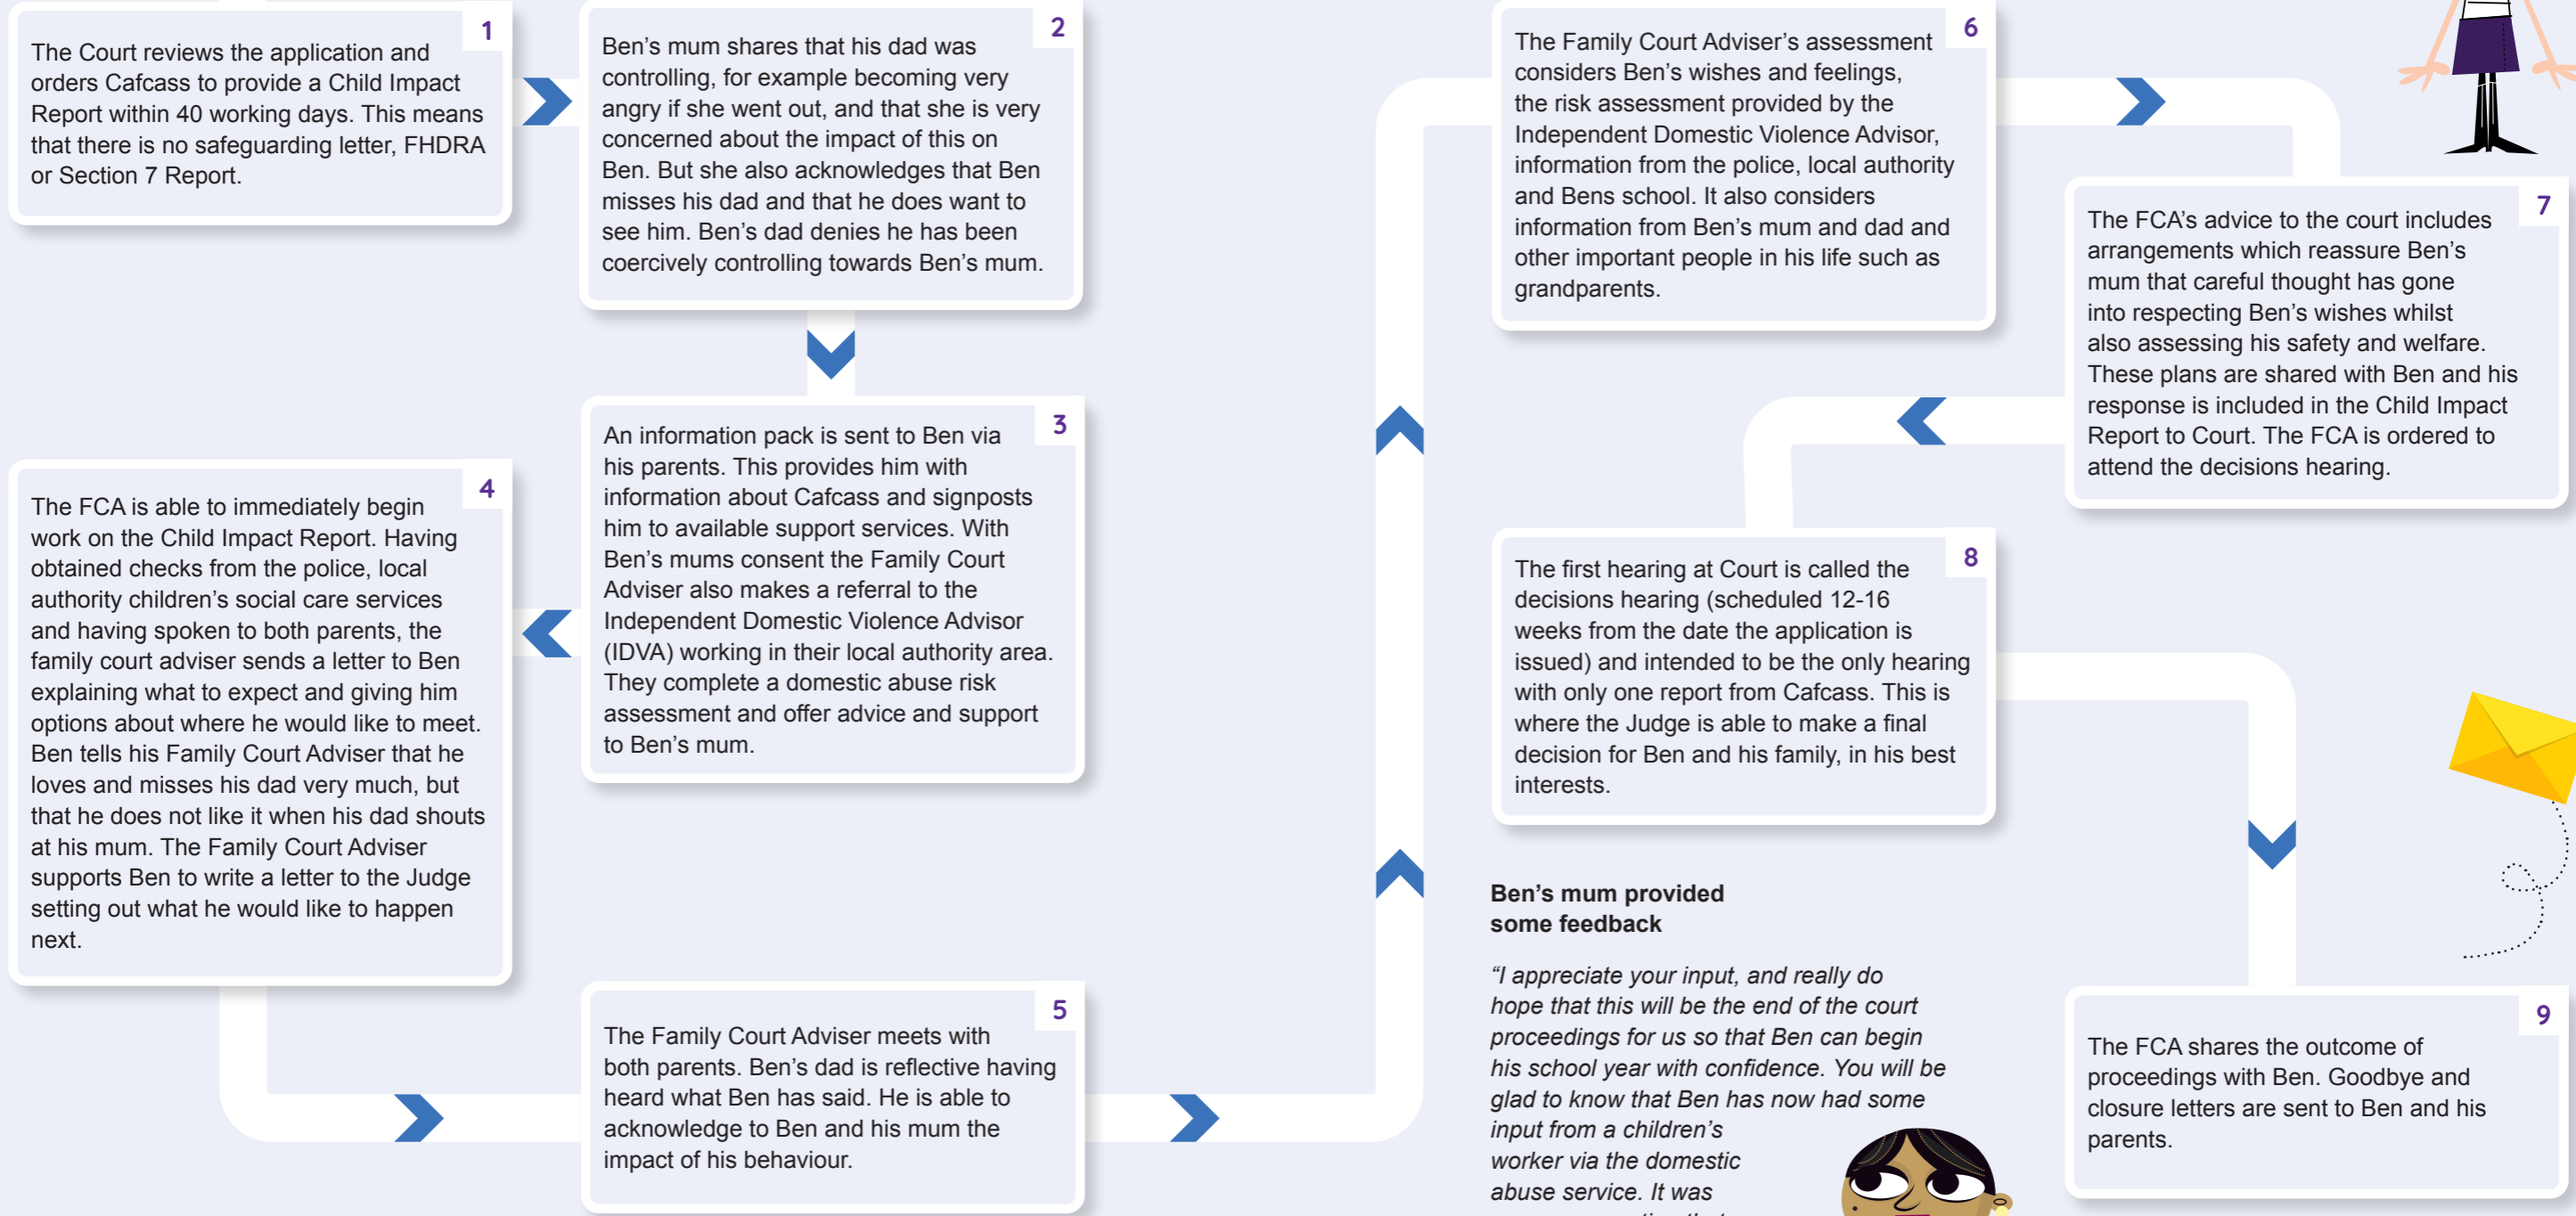 1
The Court reviews the application and
orders Cafcass to provide a Child Impact
Report within 40 working days. This means
that there is no safeguarding letter, FHDRA
or Section 7 Report.
2
Ben's mum shares that his dad was
controlling, for example becoming very
angry if she went out, and that she is very
concerned about the impact of this on
Ben. But she also acknowledges that Ben
misses his dad and that he does want to
see him. Ben's dad denies he has been
coercively controlling towards Ben's mum.
3
An information pack is sent to Ben via
his parents. This provides him with
information about Cafcass and signposts
him to available support services. With
Ben's mums consent the Family Court
Adviser also makes a referral to the
Independent Domestic Violence Advisor
(IDVA) working in their local authority area.
They complete a domestic abuse risk
assessment and offer advice and support
to Ben's mum.
4
The FCA is able to immediately begin
work on the Child Impact Report. Having
obtained checks from the police, local
authority children's social care services
and having spoken to both parents, the
family court adviser sends a letter to Ben
explaining what to expect and giving him
options about where he would like to meet.
Ben tells his Family Court Adviser that he
loves and misses his dad very much, but
that he does not like it when his dad shouts
at his mum. The Family Court Adviser
supports Ben to write a letter to the Judge
setting out what he would like to happen
next.
5
The Family Court Adviser meets with
both parents. Ben's dad is reflective having
heard what Ben has said. He is able to
acknowledge to Ben and his mum the
impact of his behaviour.
6
The Family Court Adviser's assessment
considers Ben's wishes and feelings,
the risk assessment provided by the
Independent Domestic Violence Advisor,
information from the police, local authority
and Bens school. It also considers
information from Ben's mum and dad and
other important people in his life such as
grandparents.
7
The FCA's advice to the court includes
arrangements which reassure Ben's
mum that careful thought has gone
into respecting Ben's wishes whilst
also assessing his safety and welfare.
These plans are shared with Ben and his
response is included in the Child Impact
Report to Court. The FCA is ordered to
attend the decisions hearing.
8
The first hearing at Court is called the
decisions hearing (scheduled 12-16
weeks from the date the application is
issued) and intended to be the only hearing
with only one report from Cafcass. This is
where the Judge is able to make a final
decision for Ben and his family, in his best
interests.
Ben's mum provided
some feedback
"I appreciate your input, and really do
hope that this will be the end of the court
proceedings for us so that Ben can begin
his school year with confidence. You will be
glad to know that Ben has now had some
input from a children's
worker via the domestic
abuse service. It was
9
The FCA shares the outcome of
proceedings with Ben. Goodbye and
closure letters are sent to Ben and his
parents.